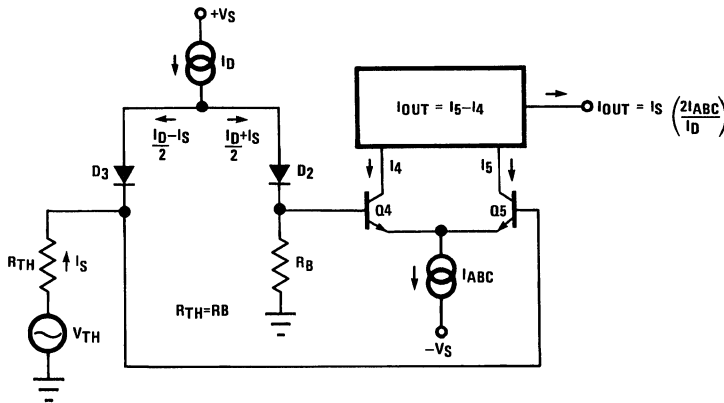 +VS
ID
ID/2 −IS
ID/2 +IS
D3
D2
IOUT = I5−I4
IOUT = IS (2IABC/ID)
I4
I5
Q4
Q5
RTH
IS
RB
IABC
RTH=RB
VTH
−VS